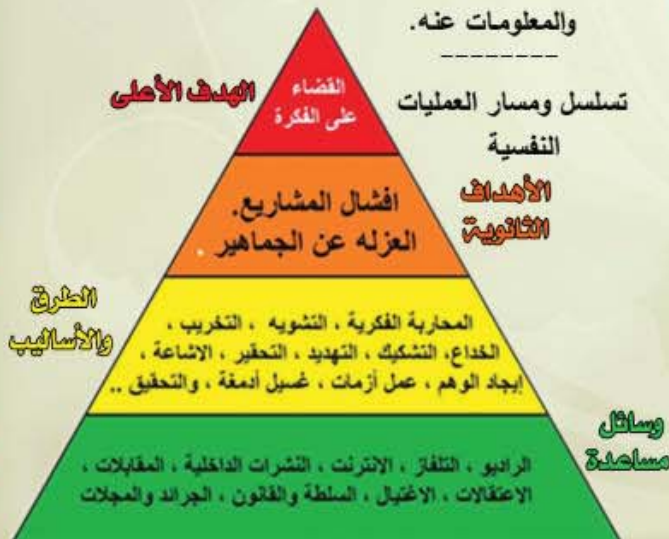 والمعلومات عنه.
--------
تسلسل ومسار العمليات
النفسية
الهدف الأعلى
القضاء
على الفكرة
الأهداف
الثانوية
افشال المشاريع.
العزله عن الجماهير .
الطرق
والأساليب
المحاربة الفكرية ، التشويه ، التخريب ،
الخداع، التشكيك ، التهديد ، التحقير ، الاشاعة ،
إيجاد الوهم ، عمل أزمات ، غسيل أدمغة ، والتحقيق ..
وسائل
مساعدة
الراديو ، التلفاز ، الانترنت ، النشرات الداخلية ، المقابلات ،
الاعتقالات ، الاغتيال ، السلطة والقانون ، الجرائد والمجلات